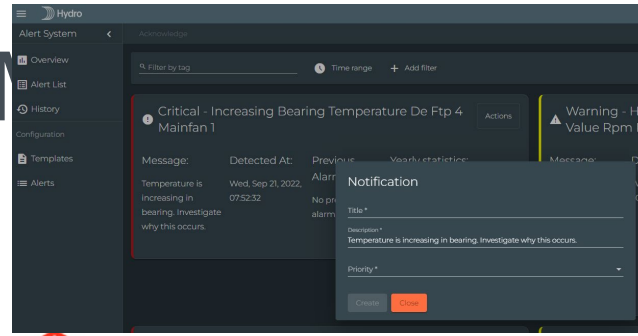 Hydro
Alert System
Acknowledge
Overview
Filter by tag
Time range
Add filter
Alert List
History
Configuration
Templates
Alerts
Critical - Increasing Bearing Temperature De Ftp 4
Mainfan 1
Actions
Message:
Detected At:
Previous
Yearly statistics:
Temperature is
increasing in
bearing. Investigate
why this occurs.
Wed, Sep 21, 2022,
07:52:32
Alarm
No pre
alarm
Warning - H
Value Rpm
Message:
Notification
Title *
Description *
Temperature is increasing in bearing. Investigate why this occurs.
Priority *
Create
Close